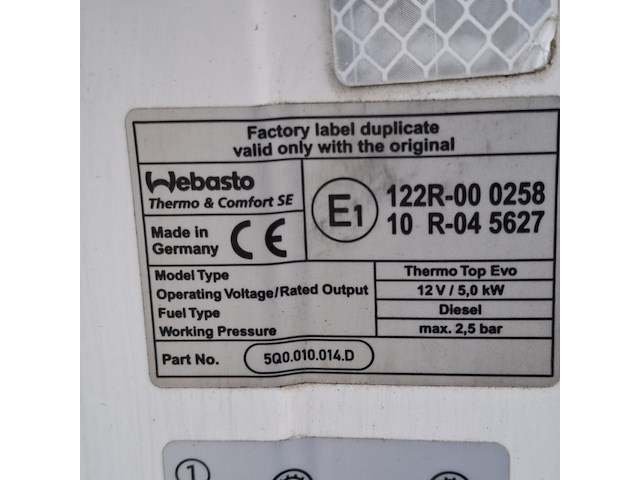 Factory label duplicate
valid only with the original
Webasto
Thermo & Comfort SE
E1
122R-00 0258
10 R-04 5627
Made in
Germany
CE
Model Type Thermo Top Evo
Operating Voltage/Rated Output 12 V / 5,0 kW
Fuel Type Diesel
Working Pressure max. 2,5 bar
Part No. 5Q0.010.014.D
1